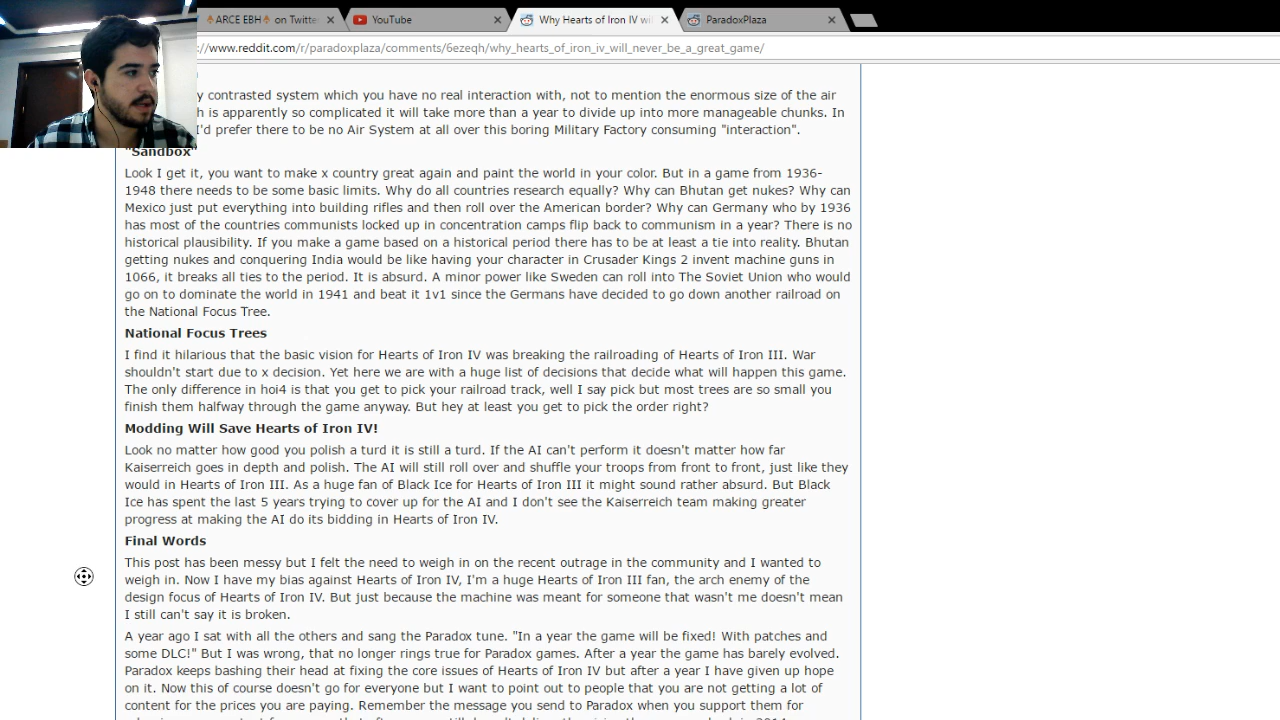 ARCE EBH on Twitte
YouTube
Why Hearts of Iron IV wi
ParadoxPlaza
://www.reddit.com/r/paradoxplaza/comments/6ezeqh/why_hearts_of_iron_iv_will_never_be_a_great_game/
y contrasted system which you have no real interaction with, not to mention the enormous size of the air
h is apparently so complicated it will take more than a year to divide up into more manageable chunks. In
I'd prefer there to be no Air System at all over this boring Military Factory consuming "interaction".
"Sandbox"
Look I get it, you want to make x country great again and paint the world in your color. But in a game from 1936-
1948 there needs to be some basic limits. Why do all countries research equally? Why can Bhutan get nukes? Why can
Mexico just put everything into building rifles and then roll over the American border? Why can Germany who by 1936
has most of the countries communists locked up in concentration camps flip back to communism in a year? There is no
historical plausibility. If you make a game based on a historical period there has to be at least a tie into reality. Bhutan
getting nukes and conquering India would be like having your character in Crusader Kings 2 invent machine guns in
1066, it breaks all ties to the period. It is absurd. A minor power like Sweden can roll into The Soviet Union who would
go on to dominate the world in 1941 and beat it 1v1 since the Germans have decided to go down another railroad on
the National Focus Tree.
National Focus Trees
I find it hilarious that the basic vision for Hearts of Iron IV was breaking the railroading of Hearts of Iron III. War
shouldn't start due to x decision. Yet here we are with a huge list of decisions that decide what will happen this game.
The only difference in hoi4 is that you get to pick your railroad track, well I say pick but most trees are so small you
finish them halfway through the game anyway. But hey at least you get to pick the order right?
Modding Will Save Hearts of Iron IV!
Look no matter how good you polish a turd it is still a turd. If the AI can't perform it doesn't matter how far
Kaiserreich goes in depth and polish. The AI will still roll over and shuffle your troops from front to front, just like they
would in Hearts of Iron III. As a huge fan of Black Ice for Hearts of Iron III it might sound rather absurd. But Black
Ice has spent the last 5 years trying to cover up for the AI and I don't see the Kaiserreich team making greater
progress at making the AI do its bidding in Hearts of Iron IV.
Final Words
This post has been messy but I felt the need to weigh in on the recent outrage in the community and I wanted to
weigh in. Now I have my bias against Hearts of Iron IV, I'm a huge Hearts of Iron III fan, the arch enemy of the
design focus of Hearts of Iron IV. But just because the machine was meant for someone that wasn't me doesn't mean
I still can't say it is broken.
A year ago I sat with all the others and sang the Paradox tune. "In a year the game will be fixed! With patches and
some DLC!" But I was wrong, that no longer rings true for Paradox games. After a year the game has barely evolved.
Paradox keeps bashing their head at fixing the core issues of Hearts of Iron IV but after a year I have given up hope
on it. Now this of course doesn't go for everyone but I want to point out to people that you are not getting a lot of
content for the prices you are paying. Remember the message you send to Paradox when you support them for